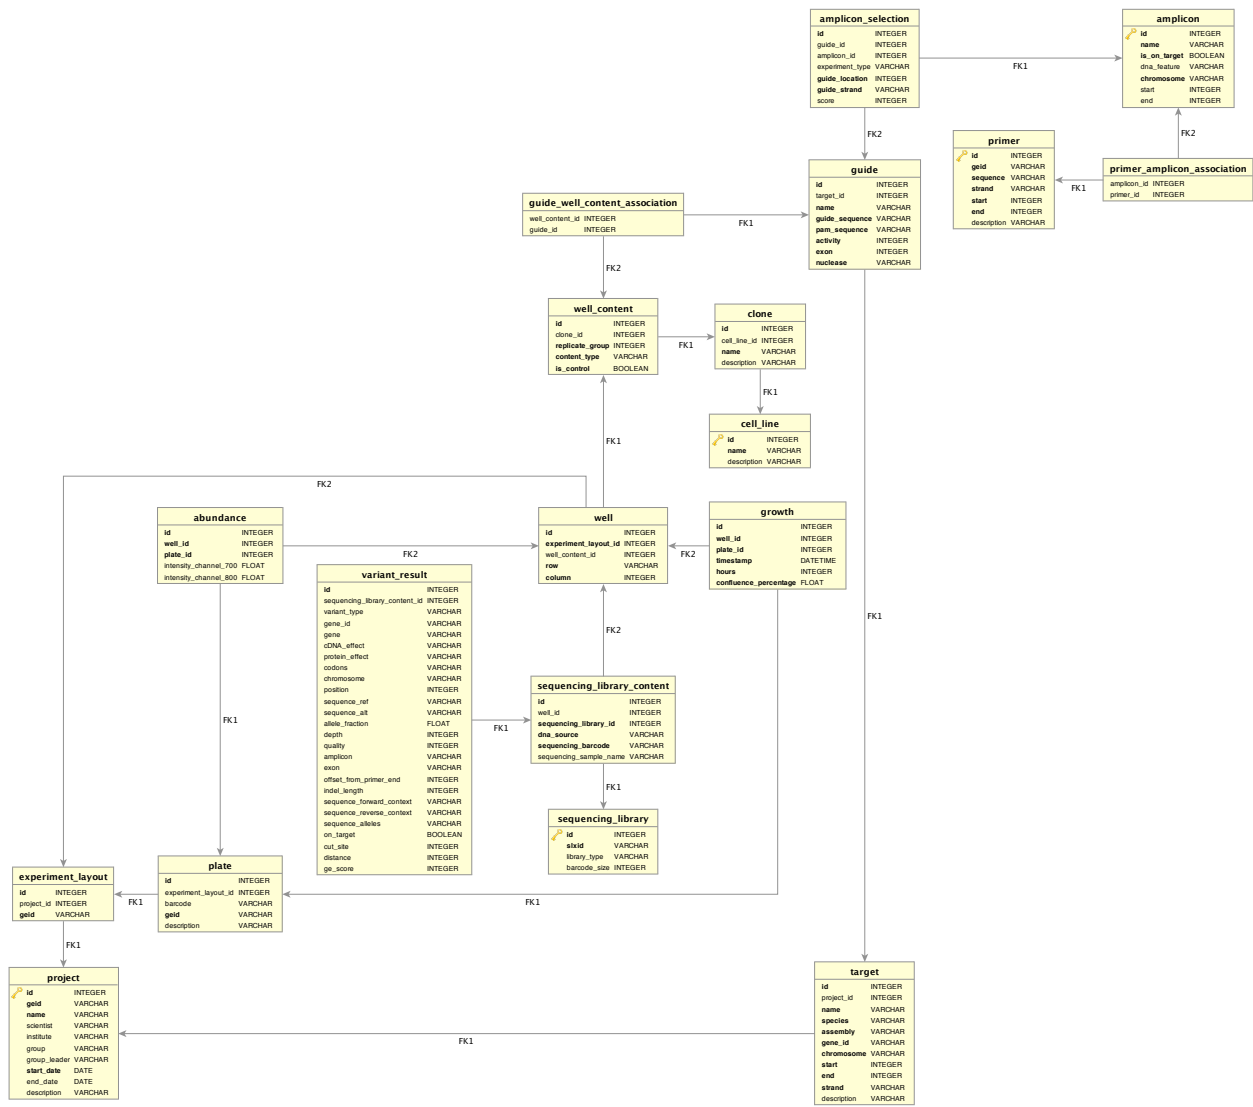 amplicon_selection
id INTEGER
guide_id INTEGER
amplicon_id INTEGER
experiment_type VARCHAR
guide_location INTEGER
guide_strand VARCHAR
score INTEGER
FK1
FK2
amplicon
id INTEGER
name VARCHAR
is_on_target BOOLEAN
dna_feature VARCHAR
chromosome VARCHAR
start INTEGER
end INTEGER
FK2
primer
id INTEGER
geid VARCHAR
sequence VARCHAR
strand VARCHAR
start INTEGER
end INTEGER
description VARCHAR
FK1
primer_amplicon_association
amplicon_id INTEGER
primer_id INTEGER
guide
id INTEGER
target_id INTEGER
name VARCHAR
guide_sequence VARCHAR
pam_sequence VARCHAR
activity INTEGER
exon INTEGER
nuclease VARCHAR
guide_well_content_association
well_content_id INTEGER
guide_id INTEGER
FK1
FK2
well_content
id INTEGER
clone_id INTEGER
replicate_group INTEGER
content_type VARCHAR
is_control BOOLEAN
FK1
clone
id INTEGER
cell_line_id INTEGER
name VARCHAR
description VARCHAR
FK1
cell_line
id INTEGER
name VARCHAR
description VARCHAR
FK1
FK2
abundance
id INTEGER
well_id INTEGER
plate_id INTEGER
intensity_channel_700 FLOAT
intensity_channel_800 FLOAT
FK2
well
id INTEGER
experiment_layout_id INTEGER
well_content_id INTEGER
row VARCHAR
column INTEGER
FK2
growth
id INTEGER
well_id INTEGER
plate_id INTEGER
timestamp DATETIME
hours INTEGER
confluence_percentage FLOAT
FK1
variant_result
id INTEGER
sequencing_library_content_id INTEGER
variant_type VARCHAR
gene_id VARCHAR
gene VARCHAR
cDNA_effect VARCHAR
protein_effect VARCHAR
codons VARCHAR
chromosome VARCHAR
position INTEGER
sequence_ref VARCHAR
sequence_alt VARCHAR
allele_fraction FLOAT
depth INTEGER
quality INTEGER
amplicon VARCHAR
exon VARCHAR
offset_from_primer_end INTEGER
indel_length INTEGER
sequence_forward_context VARCHAR
sequence_reverse_context VARCHAR
sequence_alleles VARCHAR
on_target BOOLEAN
cut_site INTEGER
distance INTEGER
ge_score INTEGER
FK2
FK1
sequencing_library_content
id INTEGER
well_id INTEGER
sequencing_library_id INTEGER
dna_source VARCHAR
sequencing_barcode VARCHAR
sequencing_sample_name VARCHAR
FK1
FK1
sequencing_library
id INTEGER
slxid VARCHAR
library_type VARCHAR
barcode_size INTEGER
experiment_layout
id INTEGER
project_id INTEGER
geid VARCHAR
FK1
plate
id INTEGER
experiment_layout_id INTEGER
barcode VARCHAR
geid VARCHAR
description VARCHAR
FK1
FK1
project
id INTEGER
geid VARCHAR
name VARCHAR
scientist VARCHAR
institute VARCHAR
group VARCHAR
group_leader VARCHAR
start_date DATE
end_date DATE
description VARCHAR
FK1
target
id INTEGER
project_id INTEGER
name VARCHAR
species VARCHAR
assembly VARCHAR
gene_id VARCHAR
chromosome VARCHAR
start INTEGER
end INTEGER
strand VARCHAR
description VARCHAR